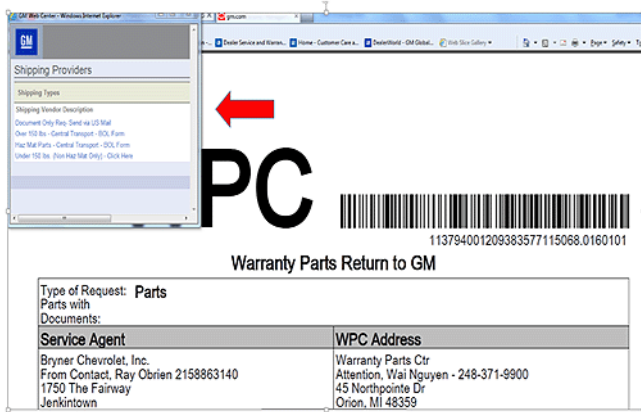 GM Web Center - Windows Internet Explorer
gm.com
Dealer Service and Warran...
Home - Customer Care a...
DealerWorld - GM Global...
Web Slice Gallery
Page
Safety
GM
Shipping Providers
Shipping Types
Shipping Vendor Description
Document Only Req- Send via US Mail
Over 150 lbs - Central Transport - BOL Form
Haz Mat Parts - Central Transport - BOL Form
Under 150 lbs. (Non Haz Mat Only) - Click Here
PC
113794001209383577115068.0160101
Warranty Parts Return to GM
Type of Request: Parts
Parts with
Documents:
Service Agent
WPC Address
Bryner Chevrolet, Inc.
From Contact, Ray Obrien 2158863140
1750 The Fairway
Jenkintown
Warranty Parts Ctr
Attention, Wai Nguyen - 248-371-9900
45 Northpointe Dr
Orion, MI 48359